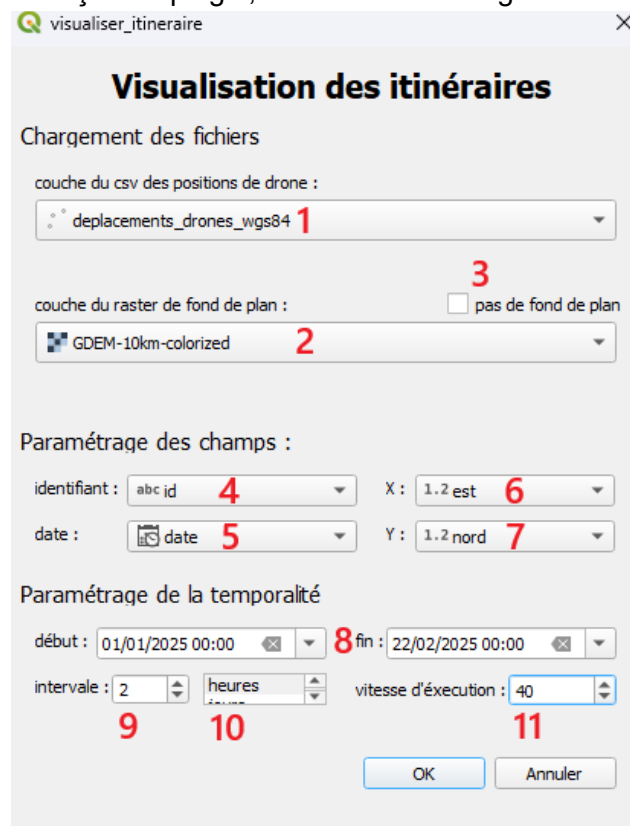 visualiser_itineraire
Visualisation des itinéraires
Chargement des fichiers
couche du csv des positions de drone :
deplacements_drones_wgs84 1
3
couche du raster de fond de plan : pas de fond de plan
GDEM-10km-colorized 2
Paramétrage des champs :
identifiant : abc id 4 X : 1.2 est 6
date : date 5 Y : 1.2 nord 7
Paramétrage de la temporalité
début : 01/01/2025 00:00 8 fin : 22/02/2025 00:00
intervale : 2 heures vitesse d'éxecution : 40
9 10 11
OK Annuler